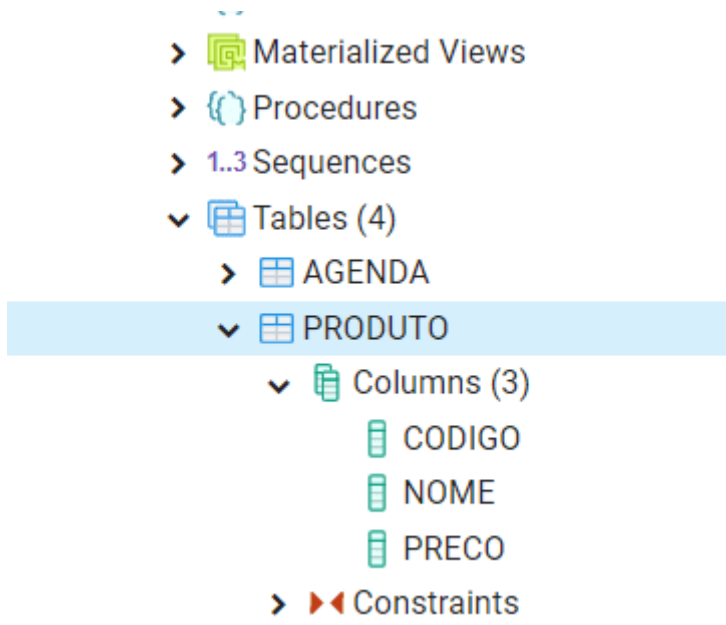 Materialized Views
Procedures
1..3 Sequences
Tables (4)
AGENDA
PRODUTO
Columns (3)
CODIGO
NOME
PRECO
Constraints